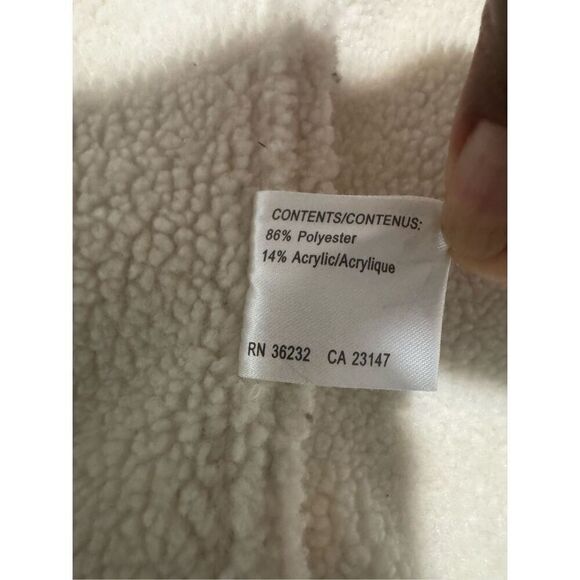 CONTENTS/CONTENUS:
86% Polyester
14% Acrylic/Acrylique
RN 36232 CA 23147